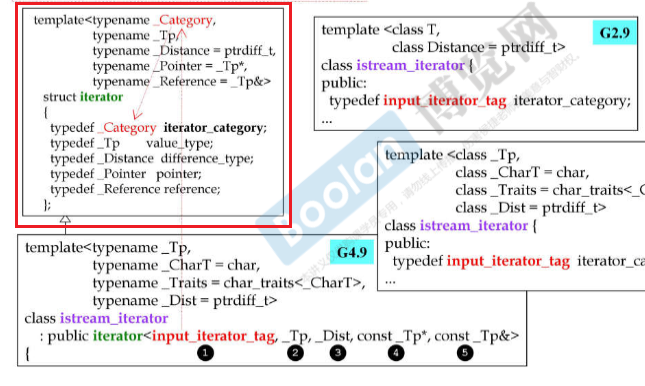 template<typename _Category,
typename _Tp,
typename _Distance = ptrdiff_t,
typename _Pointer = _Tp*,
typename _Reference = _Tp&>
struct iterator
{
typedef _Category iterator_category;
typedef _Tp value_type;
typedef _Distance difference_type;
typedef _Pointer pointer;
typedef _Reference reference;
};
template <class T,
class Distance = ptrdiff_t>
class istream_iterator {
public:
typedef input_iterator_tag iterator_category;
...
G2.9
template <class _Tp,
class _CharT = char,
class _Traits = char_traits<_C
class _Dist = ptrdiff_t>
class istream_iterator {
public:
typedef input_iterator_tag iterator_ca
...
template<typename _Tp,
typename _CharT = char,
typename _Traits = char_traits<_CharT>,
typename _Dist = ptrdiff_t>
class istream_iterator
: public iterator<input_iterator_tag, _Tp, _Dist, const _Tp*, const _Tp&>
{
1 2 3 4 5
G4.9
Boolan 博览网